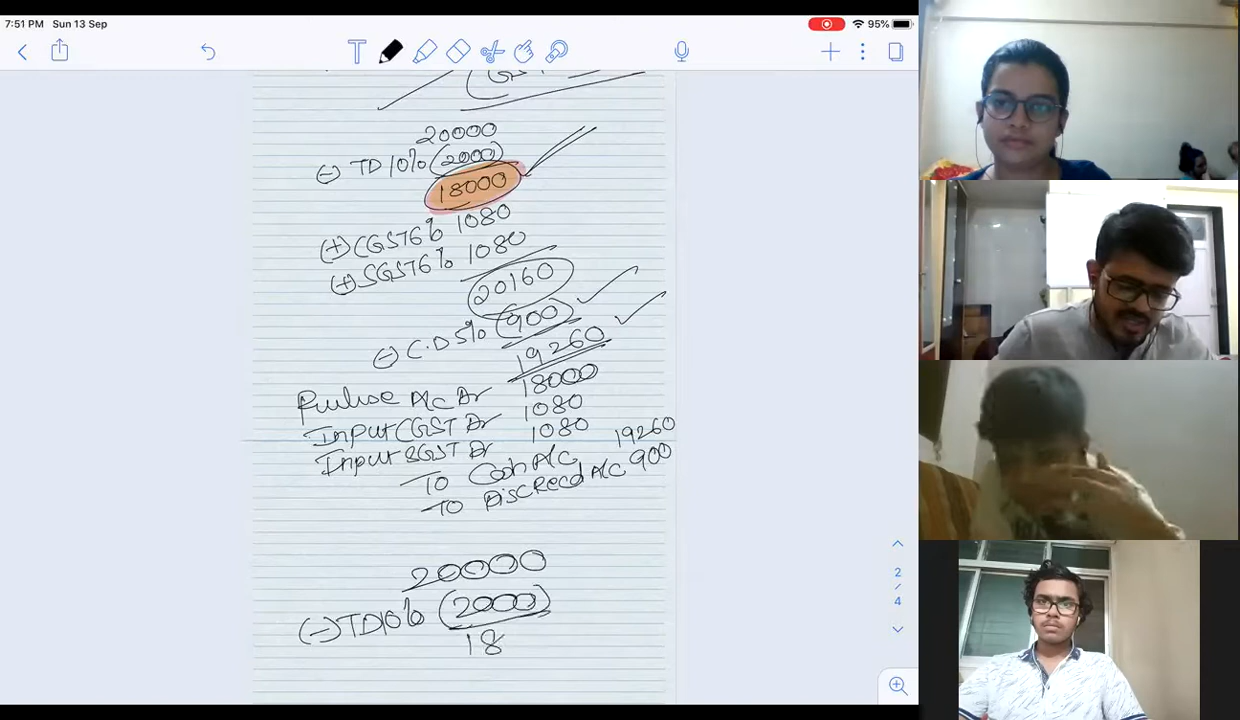 7:51 PM Sun 13 Sep
95%
T
20000
(-) TD 10% (2000)
18000
(+) CGST 6% 1080
(+) SGST 6% 1080
20160
(-) C.D 5% (900)
19260
A/c Dr 18000
Input CGST Dr 1080
Input SGST Dr 1080
To Cash A/c 19260
To Disc Recd A/c 900
20000
(-) TD 10% (2000)
18
2
/
4